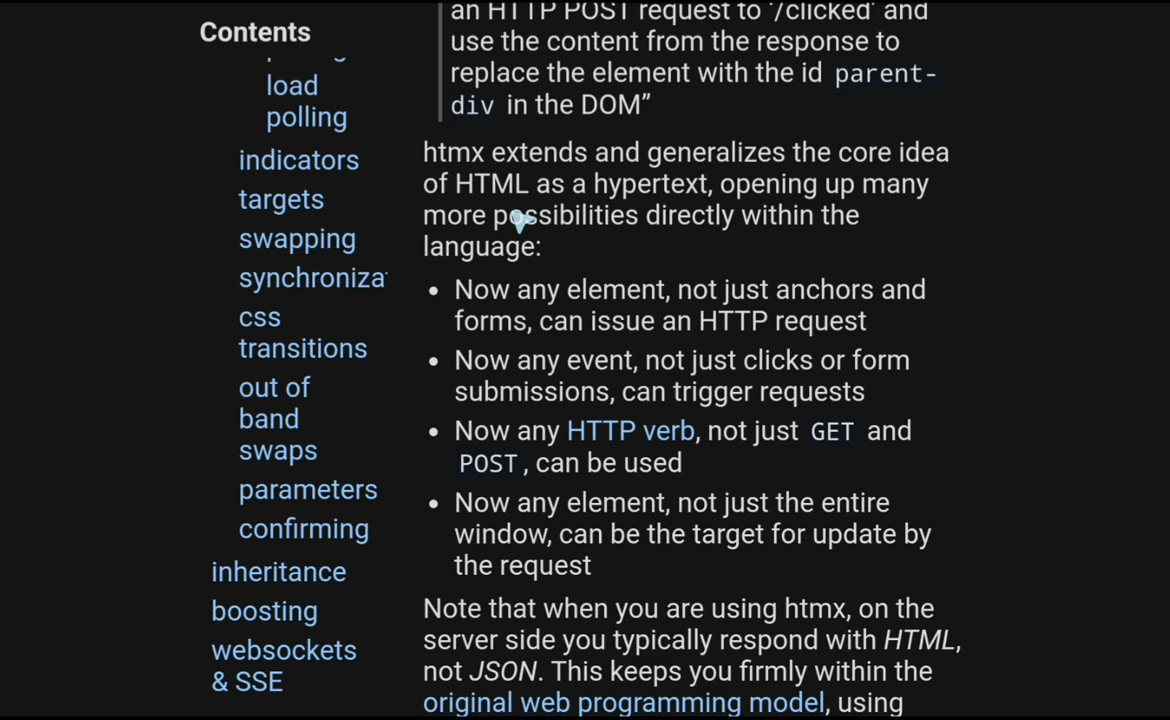 Contents
load
polling
indicators
targets
swapping
synchroniza
css
transitions
out of
band
swaps
parameters
confirming
inheritance
boosting
websockets
& SSE
an HTTP POST request to ‘/clicked’ and
use the content from the response to
replace the element with the id parent-
div in the DOM”
htmx extends and generalizes the core idea
of HTML as a hypertext, opening up many
more possibilities directly within the
language:
• Now any element, not just anchors and
forms, can issue an HTTP request
• Now any event, not just clicks or form
submissions, can trigger requests
• Now any HTTP verb, not just GET and
POST, can be used
• Now any element, not just the entire
window, can be the target for update by
the request
Note that when you are using htmx, on the
server side you typically respond with HTML,
not JSON. This keeps you firmly within the
original web programming model, using